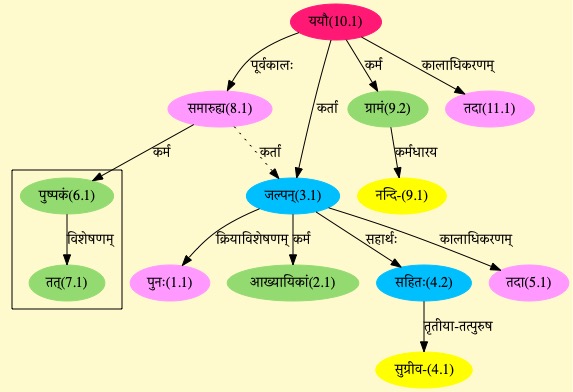 ययौ(10.1)
पूर्वकालः
कर्म
कालाधिकरणम्
समारुह्य(8.1)
कर्ता
ग्रामं(9.2)
तदा(11.1)
कर्म
कर्ता
कर्मधारय
पुष्पकं(6.1)
जल्पन्(3.1)
नन्दि-(9.1)
विशेषणम्
क्रियाविशेषणम्
कर्म
सहार्थः
कालाधिकरणम्
तत्(7.1)
पुनः(1.1)
आख्यायिकां(2.1)
सहितः(4.2)
तदा(5.1)
तृतीया-तत्पुरुष
सुग्रीव-(4.1)